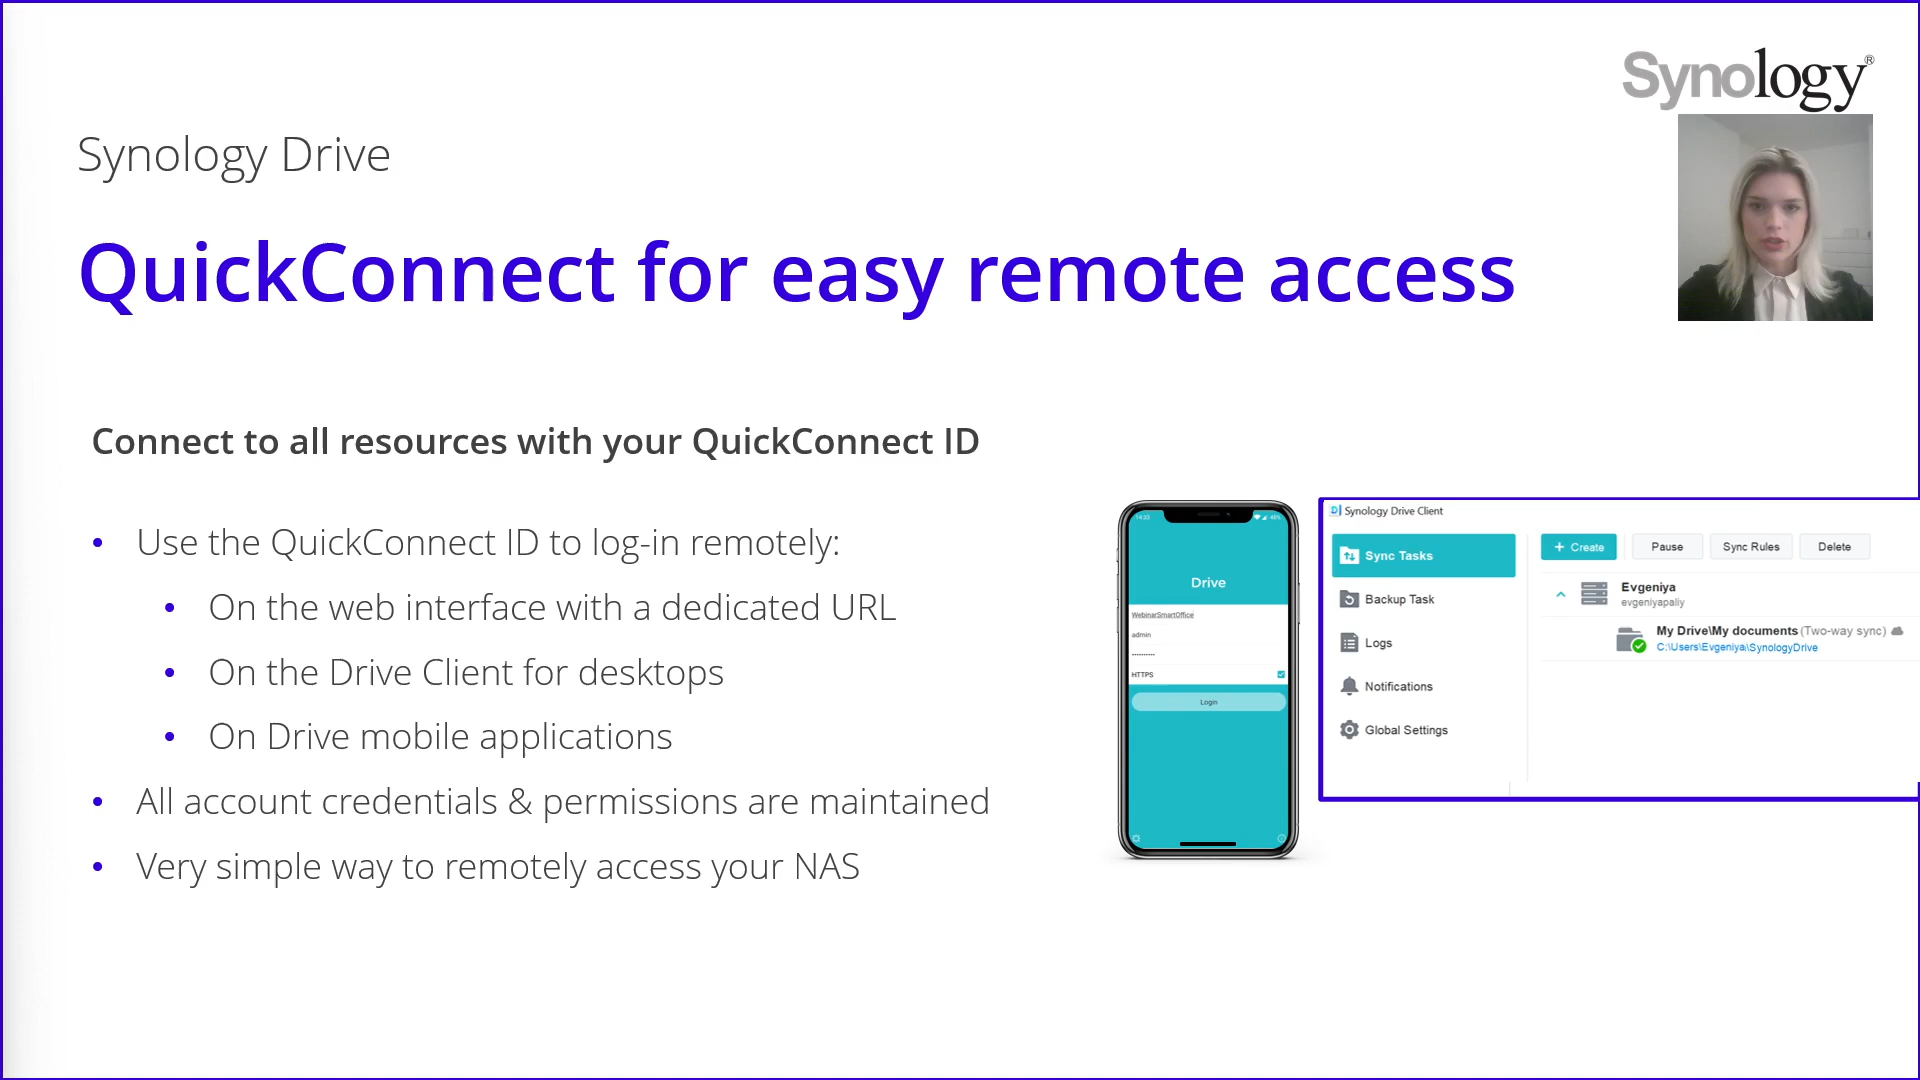 Synology®
Synology Drive
QuickConnect for easy remote access
Connect to all resources with your QuickConnect ID
• Use the QuickConnect ID to log-in remotely:
• On the web interface with a dedicated URL
• On the Drive Client for desktops
• On Drive mobile applications
• All account credentials & permissions are maintained
• Very simple way to remotely access your NAS
Drive
WebinarSmartOffice
admin
HTTPS
Login
Synology Drive Client
Sync Tasks
Backup Task
Logs
Notifications
Global Settings
+ Create Pause Sync Rules Delete
Evgeniya
evgeniyapaliy
My Drive\My documents (Two-way sync)
C:\Users\Evgeniya\SynologyDrive